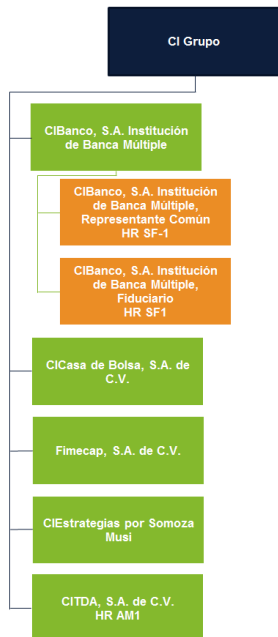 CI Grupo
CIBanco, S.A. Institución
de Banca Múltiple
CIBanco, S.A. Institución
de Banca Múltiple,
Representante Común
HR SF-1
CIBanco, S.A. Institución
de Banca Múltiple,
Fiduciario
HR SF1
CICasa de Bolsa, S.A. de
C.V.
Fimecap, S.A. de C.V.
CIEstrategias por Somoza
Musi
CITDA, S.A. de C.V.
HR AM1